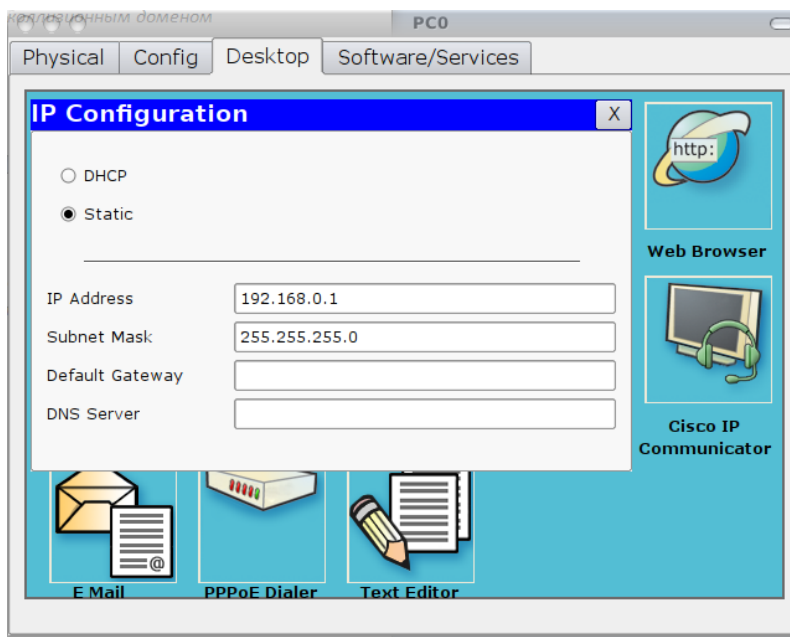 коллизионным доменом
PC0
Physical Config Desktop Software/Services
IP Configuration X
http:
DHCP
Static
Web Browser
IP Address 192.168.0.1
Subnet Mask 255.255.255.0
Default Gateway
DNS Server
Cisco IP
Communicator
@
E Mail PPPoE Dialer Text Editor